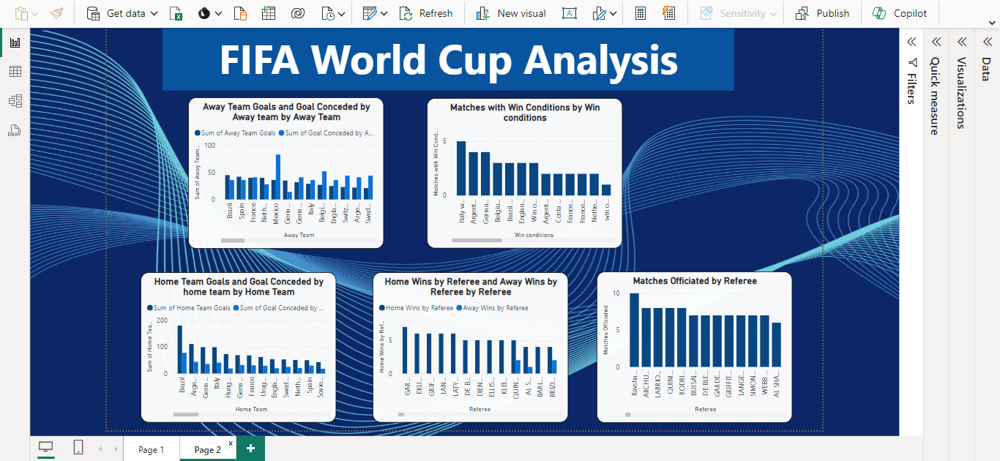 Get data
Refresh
New visual
Sensitivity
Publish
Copilot
FIFA World Cup Analysis
Away Team Goals and Goal Conceded by
Away team by Away Team
Sum of Away Team Goals Sum of Goal Conceded by A...
Sum of Away Team...
100
50
0
Brazil
Spain
France
Neth...
Mexico
Germ...
Germ...
Italy
Belgi...
Engla...
Switz...
Arge...
Swed...
Away Team
Matches with Win Conditions by Win
conditions
Matches with Win Cond...
5
0
Italy w...
Argent...
Germa...
Belgiu...
Brazil ...
Englan...
Win o...
Argent...
Costa ...
France...
France...
Nethe...
win o...
Win conditions
Home Team Goals and Goal Conceded by
home team by Home Team
Sum of Home Team Goals Sum of Goal Conceded by ...
Sum of Home Tea...
200
100
0
Brazil
Arge...
Germ...
Italy
Hung...
Germ...
France
Urug...
Engla...
Swed...
Neth...
Spain
Sovie...
Home Team
Home Wins by Referee and Away Wins by
Referee by Referee
Home Wins by Referee Away Wins by Referee
Home Wins by Ref...
5
0
GAR...
EKLI...
GRIF...
LAN...
LATY...
DE B...
DIEN...
ELLIS...
KLEI...
QUIN...
AL S...
BARL...
BRIZI...
Referee
Matches Officiated by Referee
Matches Officiated
10
5
0
Ravsha...
ARCHU...
LARRIO...
QUINI...
RODRI...
BUJSAI...
DE BLE...
GARDE...
GRIFFIT...
LANGE...
SIMON...
WEBB ...
AL SHA...
Referee
Filters
Quick measure
Visualizations
Data
DAX
Page 1
Page 2
x
+